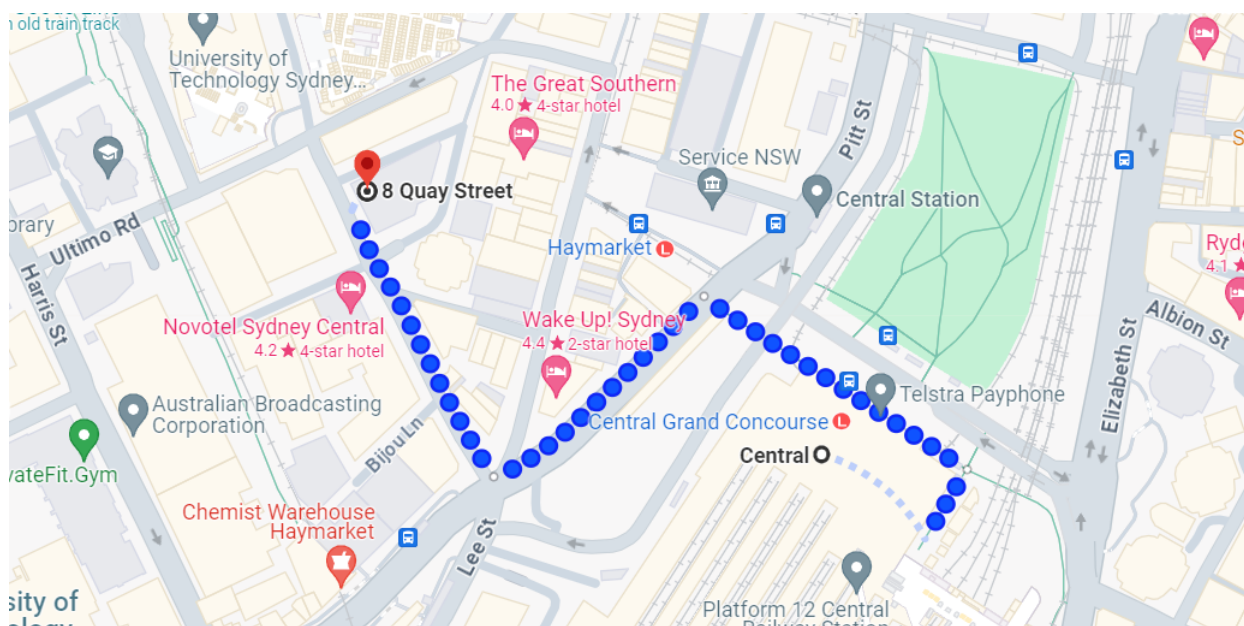 old train track
University of
Technology Sydney...
The Great Southern
4.0 ★ 4-star hotel
Pitt St
Service NSW
8 Quay Street
Central Station
Ultimo Rd
Haymarket
L
Harris St
4.1 ★
Albion St
Novotel Sydney Central
4.2 ★ 4-star hotel
Wake Up! Sydney
4.4 ★ 2-star hotel
Elizabeth St
Telstra Payphone
Australian Broadcasting
Corporation
Central Grand Concourse
L
Bijou Ln
Central
vateFit.Gym
Chemist Warehouse
Haymarket
Lee St
Platform 12 Central
Railway Station
sity of